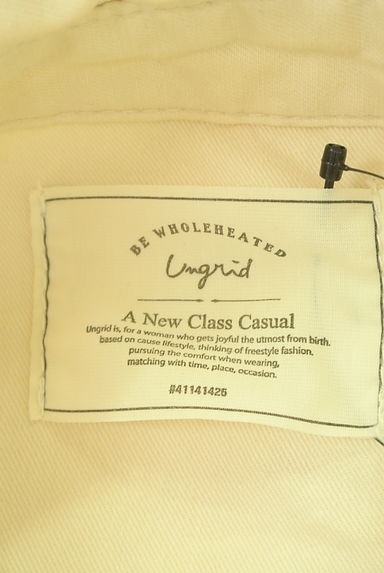 BE WHOLEHEATED
Ungrid
A New Class Casual
Ungrid is, for a woman who gets joyful the utmost from birth.
based on cause lifestyle, thinking of freestyle fashion.
pursuing the comfort when wearing,
matching with time, place, occasion.
#41141426